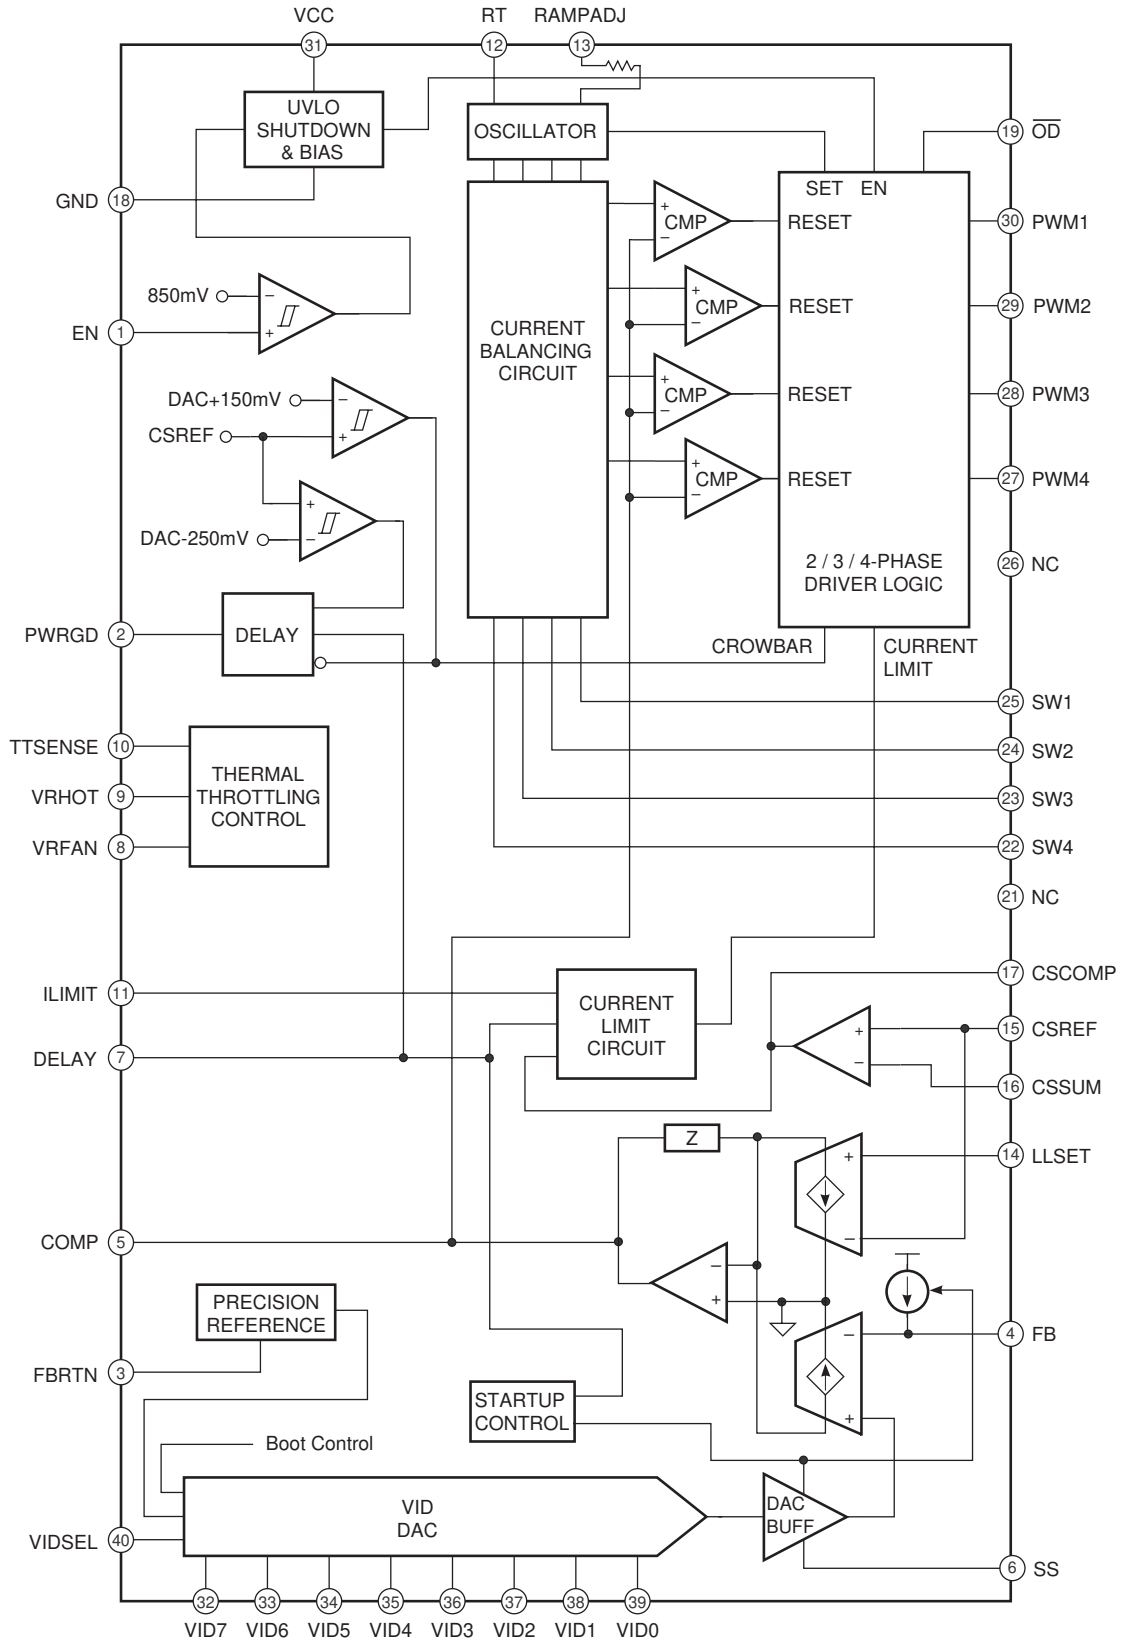 VCC
RT
RAMPADJ
31
12
13
UVLO
SHUTDOWN
& BIAS
OSCILLATOR
19
OD
SET
EN
GND
18
+
CMP
−
RESET
30
PWM1
850mV
−
+
EN
1
CURRENT
BALANCING
CIRCUIT
+
CMP
−
RESET
29
PWM2
DAC+150mV
−
CSREF
+
+
CMP
−
RESET
28
PWM3
+
DAC-250mV
−
+
CMP
−
RESET
27
PWM4
2 / 3 / 4-PHASE
DRIVER LOGIC
26
NC
PWRGD
2
DELAY
CROWBAR
CURRENT
LIMIT
25
SW1
TTSENSE
10
24
SW2
THERMAL
THROTTLING
CONTROL
VRHOT
9
23
SW3
VRFAN
8
22
SW4
21
NC
ILIMIT
11
CURRENT
LIMIT
CIRCUIT
17
CSCOMP
+
−
15
CSREF
DELAY
7
16
CSSUM
Z
+
−
14
LLSET
COMP
5
−
+
PRECISION
REFERENCE
−
+
4
FB
FBRTN
3
STARTUP
CONTROL
Boot Control
VID
DAC
DAC
BUFF
VIDSEL
40
6
SS
32
33
34
35
36
37
38
39
VID7
VID6
VID5
VID4
VID3
VID2
VID1
VID0